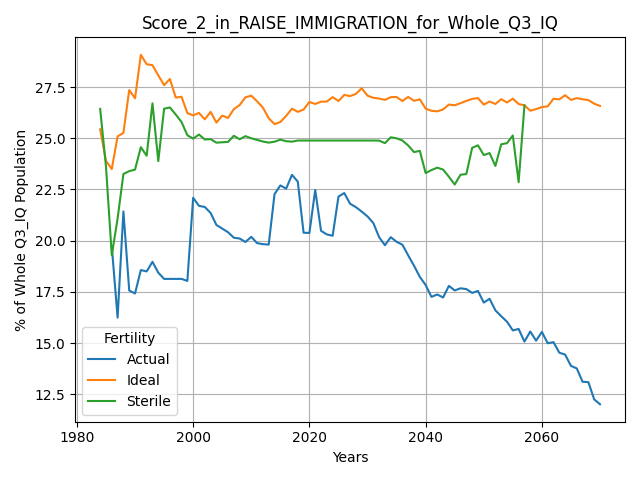 Score_2_in_RAISE_IMMIGRATION_for_Whole_Q3_IQ
% of Whole Q3_IQ Population
27.5
25.0
22.5
20.0
17.5
15.0
12.5
Fertility
Actual
Ideal
Sterile
1980
2000
2020
2040
2060
Years